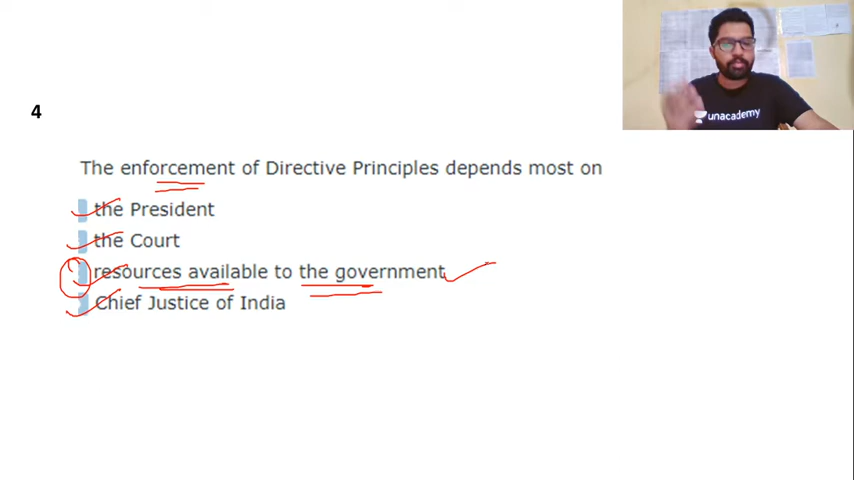 unacademy
4
The enforcement of Directive Principles depends most on
the President
the Court
resources available to the government
Chief Justice of India